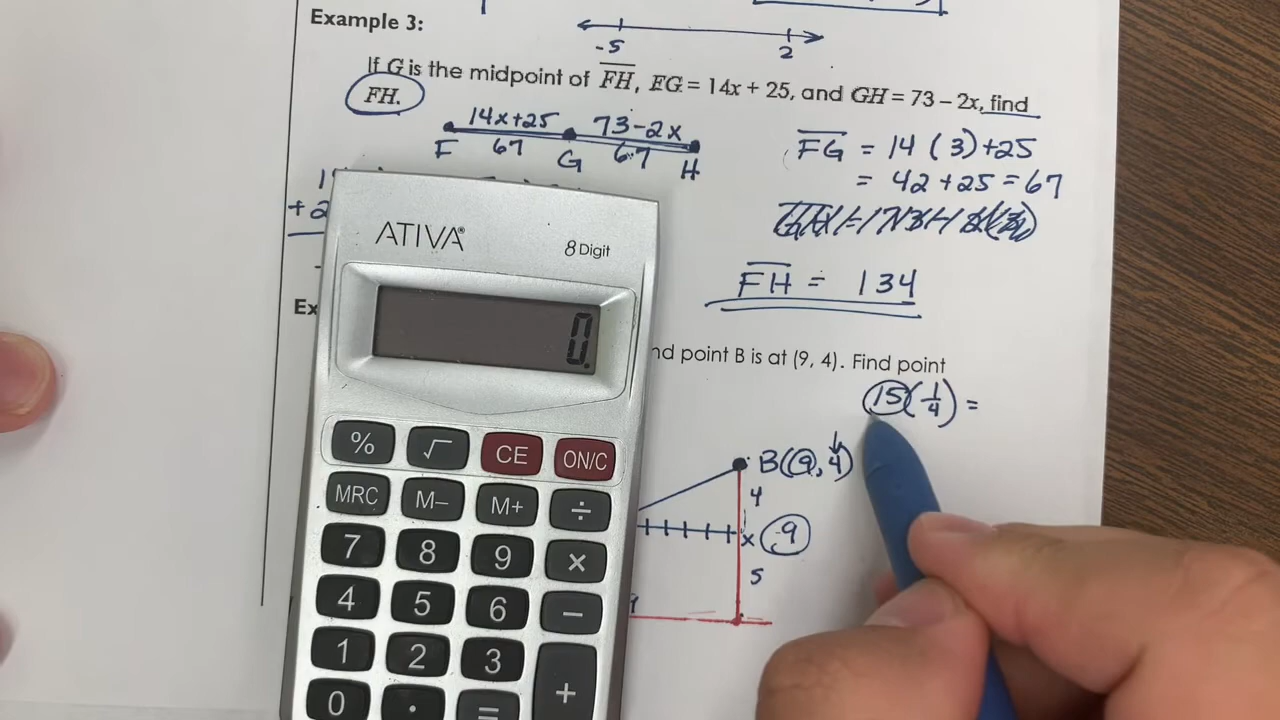 Example 3:
-5 2
If G is the midpoint of FH, FG = 14x + 25, and GH = 73 – 2x, find
FH.
14x+25 73-2x
F 67 G 67 H
FG = 14 (3)+25
= 42 + 25 = 67
+ 2
FH = 134
Ex
nd point B is at (9, 4). Find point
15(1/4) =
B(9, 4)
4
x 9
5
ATIVA®
8 Digit
0.
% √ CE ON/C
MRC M– M+ ÷
7 8 9 ×
4 5 6 –
1 2 3
0 . = +